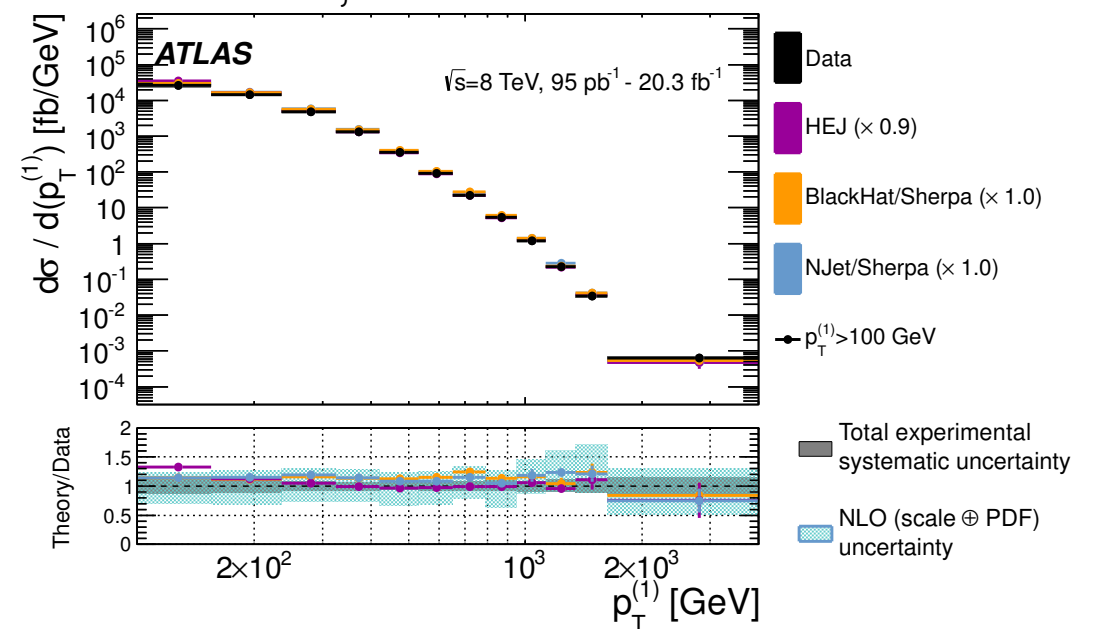 ATLAS
√s=8 TeV, 95 pb⁻¹ - 20.3 fb⁻¹
dσ / d(p_T^(1)) [fb/GeV]
10⁶
10⁵
10⁴
10³
10²
10
1
10⁻¹
10⁻²
10⁻³
10⁻⁴
Data
HEJ (× 0.9)
BlackHat/Sherpa (× 1.0)
NJet/Sherpa (× 1.0)
p_T^(1)>100 GeV
Theory/Data
2
1.5
1
0.5
0
2×10²
10³
2×10³
p_T^(1) [GeV]
Total experimental
systematic uncertainty
NLO (scale ⊕ PDF)
uncertainty